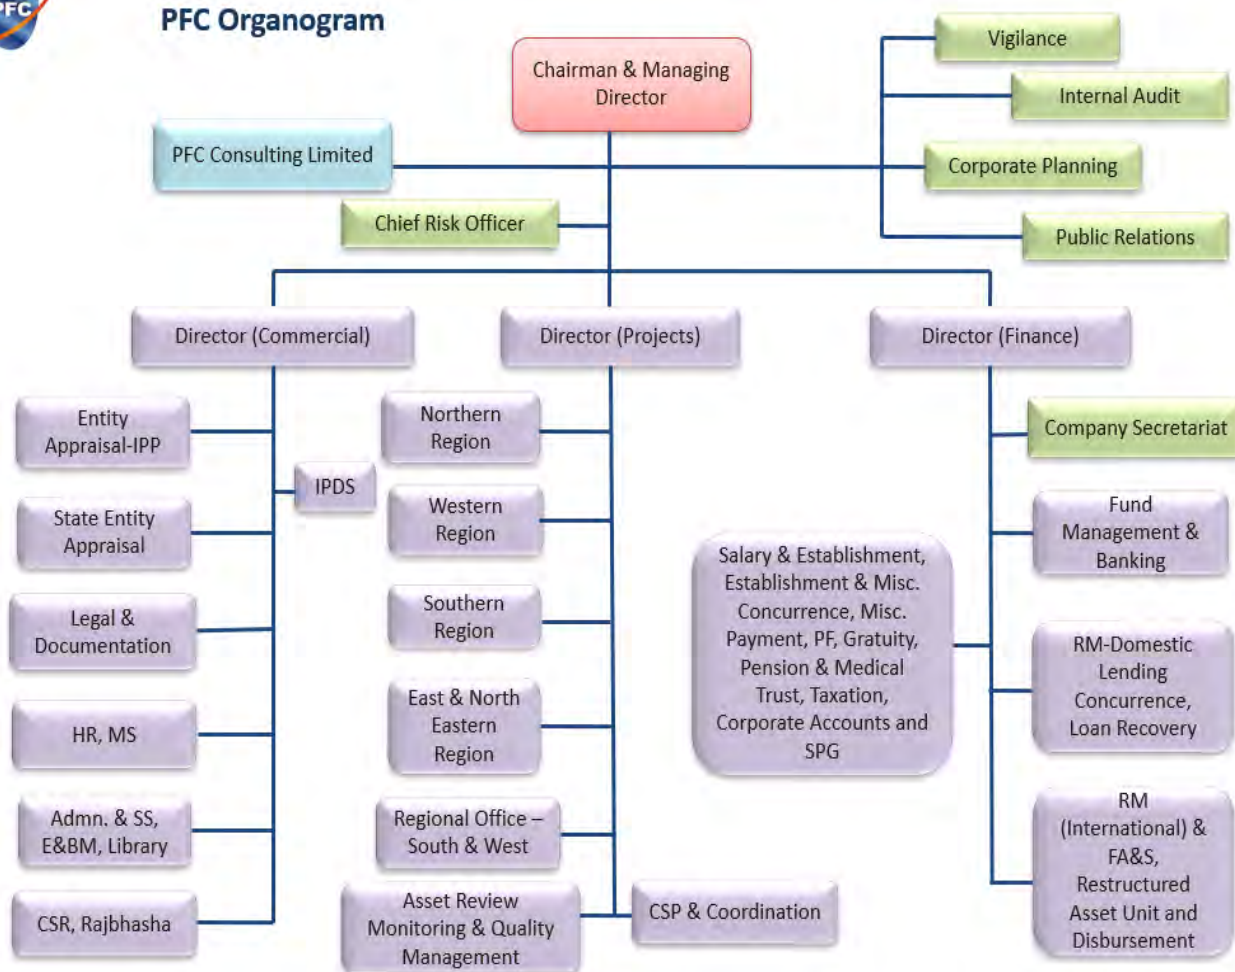 PFC
PFC Organogram
Chairman & Managing
Director
Vigilance
Internal Audit
Corporate Planning
Public Relations
PFC Consulting Limited
Chief Risk Officer
Director (Commercial)
Director (Projects)
Director (Finance)
Entity
Appraisal-IPP
IPDS
State Entity
Appraisal
Legal &
Documentation
HR, MS
Admn. & SS,
E&BM, Library
CSR, Rajbhasha
Northern
Region
Western
Region
Southern
Region
East & North
Eastern
Region
Regional Office –
South & West
Asset Review
Monitoring & Quality
Management
CSP & Coordination
Salary & Establishment,
Establishment & Misc.
Concurrence, Misc.
Payment, PF, Gratuity,
Pension & Medical
Trust, Taxation,
Corporate Accounts and
SPG
Company Secretariat
Fund
Management &
Banking
RM-Domestic
Lending
Concurrence,
Loan Recovery
RM
(International) &
FA&S,
Restructured
Asset Unit and
Disbursement